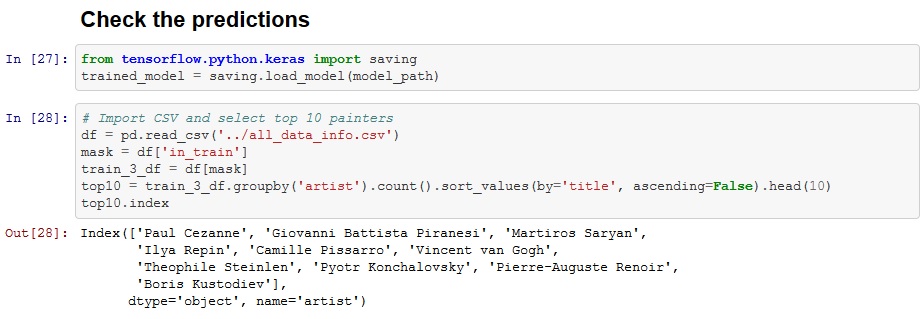 Check the predictions
In [27]: from tensorflow.python.keras import saving
trained_model = saving.load_model(model_path)
In [28]: # Import CSV and select top 10 painters
df = pd.read_csv('../all_data_info.csv')
mask = df['in_train']
train_3_df = df[mask]
top10 = train_3_df.groupby('artist').count().sort_values(by='title', ascending=False).head(10)
top10.index
Out[28]: Index(['Paul Cezanne', 'Giovanni Battista Piranesi', 'Martiros Saryan',
'Ilya Repin', 'Camille Pissarro', 'Vincent van Gogh',
'Theophile Steinlen', 'Pyotr Konchalovsky', 'Pierre-Auguste Renoir',
'Boris Kustodiev'],
dtype='object', name='artist')